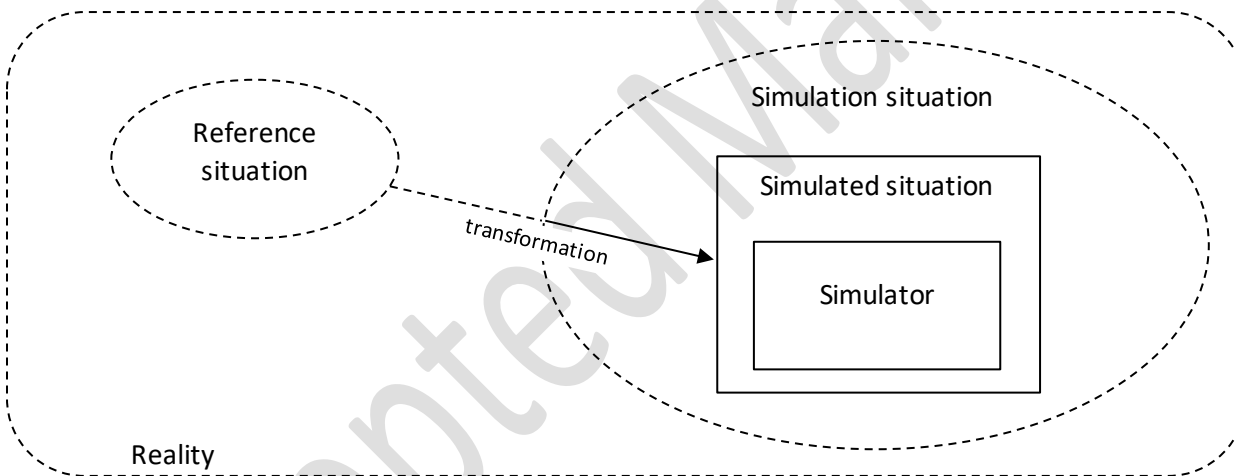 Reference
situation
Simulation situation
Simulated situation
transformation
Simulator
Reality